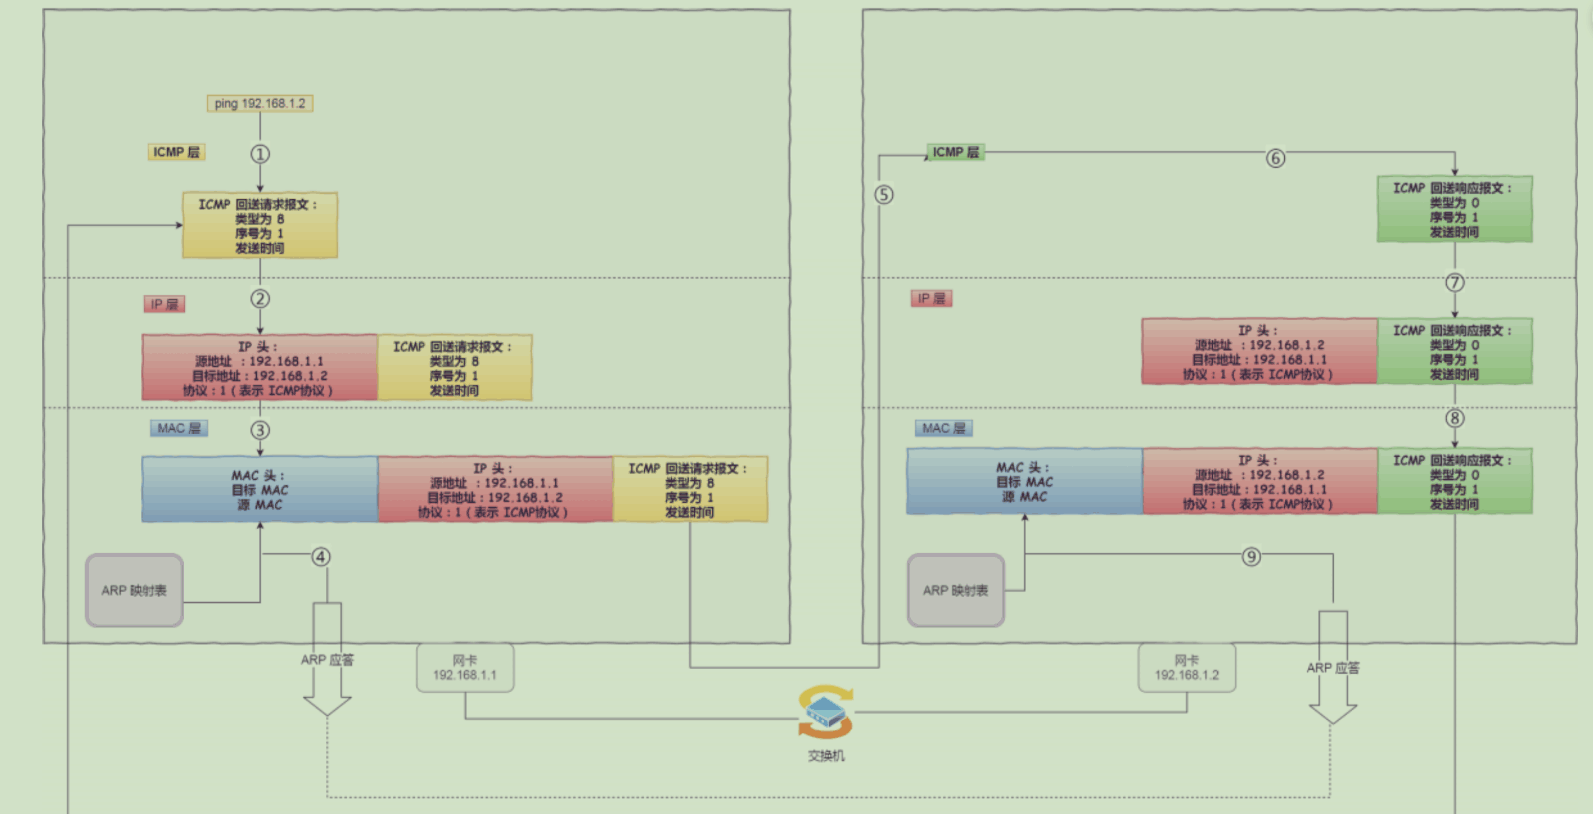 ping 192.168.1.2
ICMP 层
①
ICMP 回送请求报文：
类型为 8
序号为 1
发送时间
②
IP 层
IP 头：
源地址 ：192.168.1.1
目标地址：192.168.1.2
协议：1（表示 ICMP协议）
ICMP 回送请求报文：
类型为 8
序号为 1
发送时间
MAC 层
③
MAC 头：
目标 MAC
源 MAC
IP 头：
源地址 ：192.168.1.1
目标地址：192.168.1.2
协议：1（表示 ICMP协议）
ICMP 回送请求报文：
类型为 8
序号为 1
发送时间
④
ARP 映射表
ARP 应答
网卡
192.168.1.1
交换机
⑤
ICMP 层
⑥
ICMP 回送响应报文：
类型为 0
序号为 1
发送时间
⑦
IP 层
IP 头：
源地址 ：192.168.1.2
目标地址：192.168.1.1
协议：1（表示 ICMP协议）
ICMP 回送响应报文：
类型为 0
序号为 1
发送时间
⑧
MAC 层
MAC 头：
目标 MAC
源 MAC
IP 头：
源地址 ：192.168.1.2
目标地址：192.168.1.1
协议：1（表示 ICMP协议）
ICMP 回送响应报文：
类型为 0
序号为 1
发送时间
⑨
ARP 映射表
网卡
192.168.1.2
ARP 应答